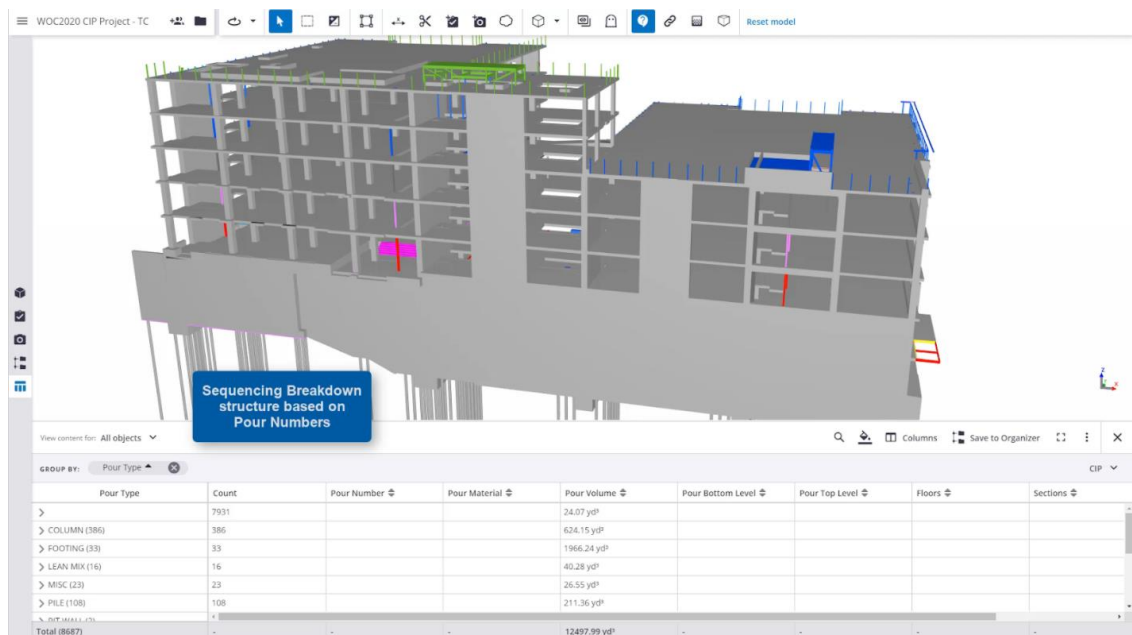 WOC2020 CIP Project - TC
Reset model
Sequencing Breakdown
structure based on
Pour Numbers
z
x
View content for: All objects
Columns
Save to Organizer
GROUP BY: Pour Type
CIP
Pour Type Count Pour Number Pour Material Pour Volume Pour Bottom Level Pour Top Level Floors Sections
7931 24.07 yd³
COLUMN (386) 386 624.15 yd³
FOOTING (33) 33 1966.24 yd³
LEAN MIX (16) 16 40.28 yd³
MISC (23) 23 26.55 yd³
PILE (108) 108 211.36 yd³
PIT WALL (2)
Total (8687) - - - 12497.99 yd³ - - - -